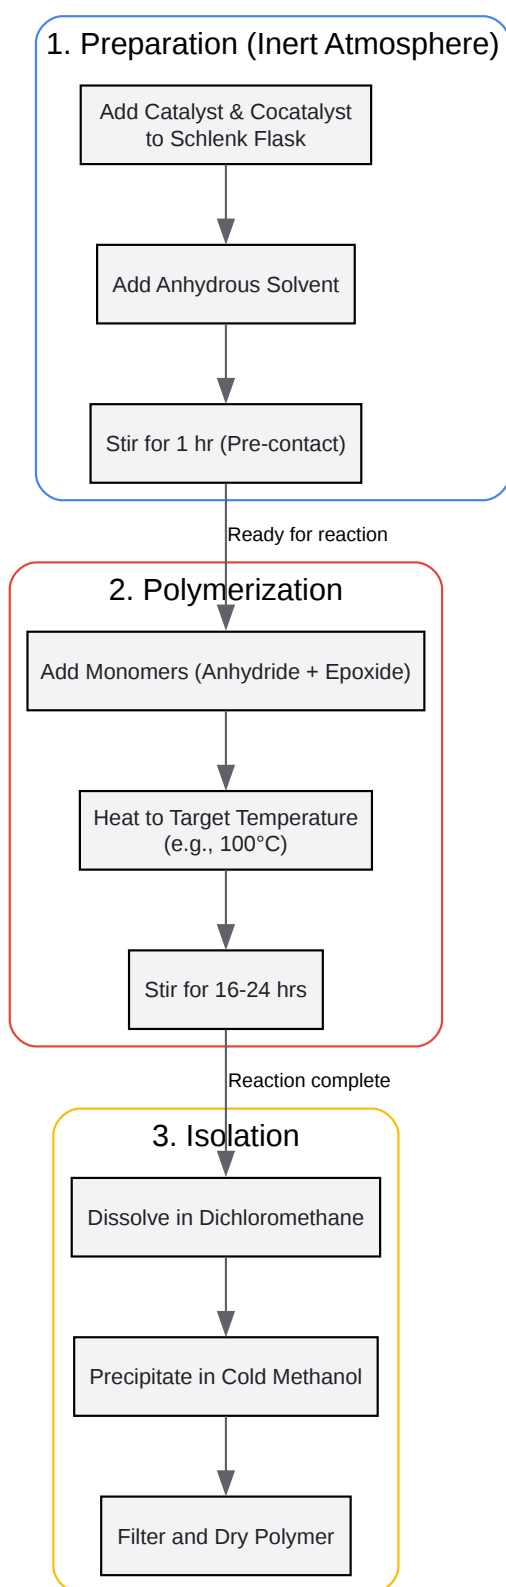 1. Preparation (Inert Atmosphere)
Add Catalyst & Cocatalyst
to Schlenk Flask
Add Anhydrous Solvent
Stir for 1 hr (Pre-contact)
Ready for reaction
2. Polymerization
Add Monomers (Anhydride + Epoxide)
Heat to Target Temperature
(e.g., 100°C)
Stir for 16-24 hrs
Reaction complete
3. Isolation
Dissolve in Dichloromethane
Precipitate in Cold Methanol
Filter and Dry Polymer